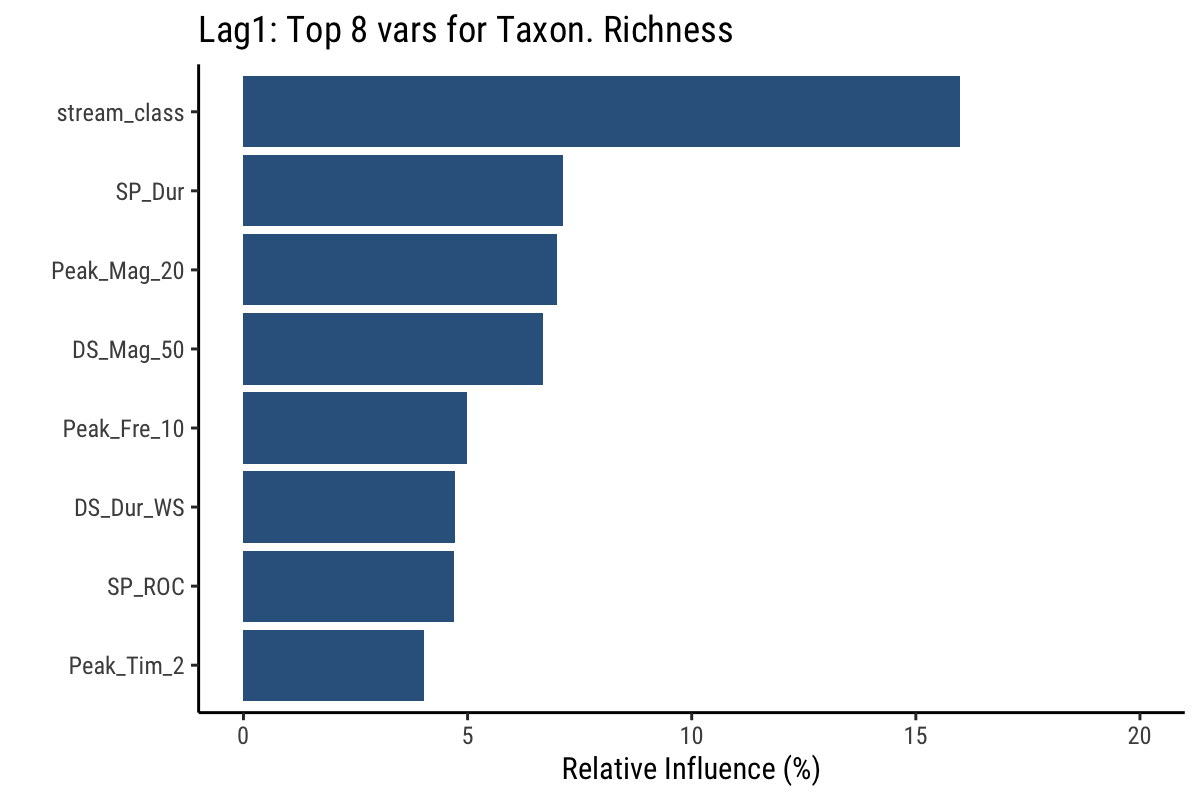 Lag1: Top 8 vars for Taxon. Richness
stream_class
SP_Dur
Peak_Mag_20
DS_Mag_50
Peak_Fre_10
DS_Dur_WS
SP_ROC
Peak_Tim_2
0 5 10 15 20
Relative Influence (%)